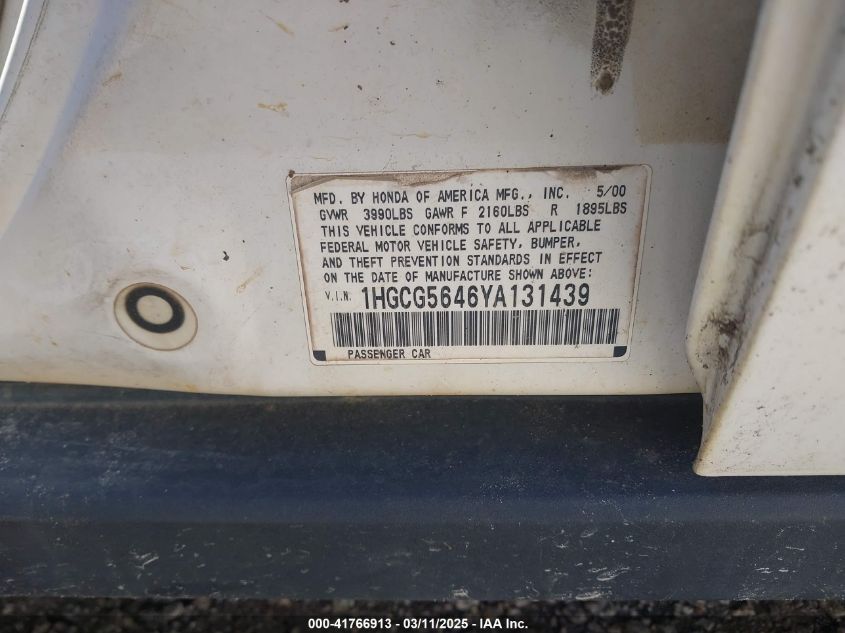 MFD. BY HONDA OF AMERICA MFG., INC. 5/00
GVWR 3990LBS GAWR F 2160LBS R 1895LBS
THIS VEHICLE CONFORMS TO ALL APPLICABLE
FEDERAL MOTOR VEHICLE SAFETY, BUMPER,
AND THEFT PREVENTION STANDARDS IN EFFECT
ON THE DATE OF MANUFACTURE SHOWN ABOVE:
V.I.N. 1HGCG5646YA131439
PASSENGER CAR
000-41766913 - 03/11/2025 - IAA Inc.